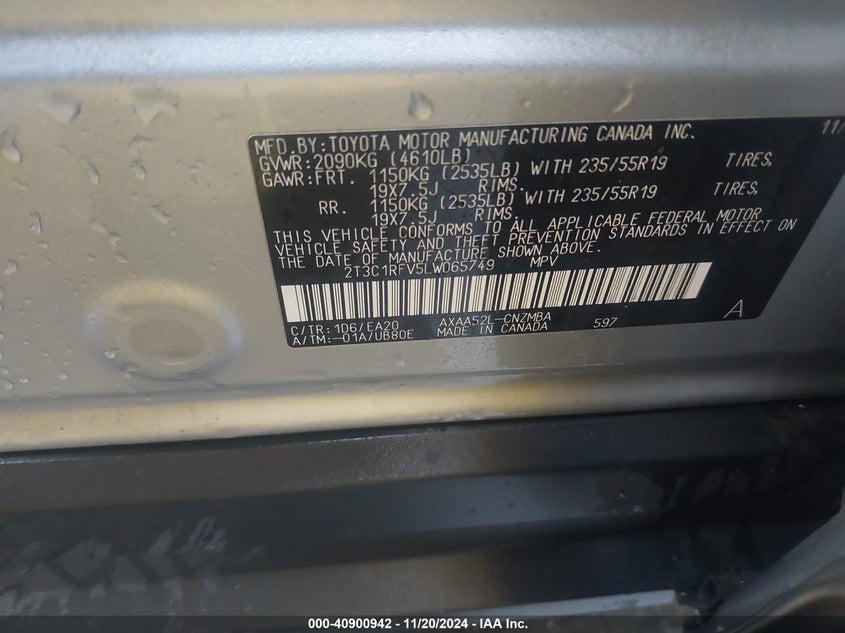 MFD.BY:TOYOTA MOTOR MANUFACTURING CANADA INC. 11/
GVWR:2090KG (4610LB)
GAWR:FRT. 1150KG (2535LB) WITH 235/55R19 TIRES.
19X7.5J RIMS.
RR. 1150KG (2535LB) WITH 235/55R19 TIRES.
19X7.5J RIMS.
THIS VEHICLE CONFORMS TO ALL APPLICABLE FEDERAL MOTOR
VEHICLE SAFETY AND THEFT PREVENTION STANDARDS IN EFFECT ON
THE DATE OF MANUFACTURE SHOWN ABOVE.
2T3C1RFV5LW065749 MPV
C/TR:1D6/EA20 AXAA52L-CNZMBA 597 A
A/TM:-01A/UB80E MADE IN CANADA
000-40900942 - 11/20/2024 - IAA Inc.